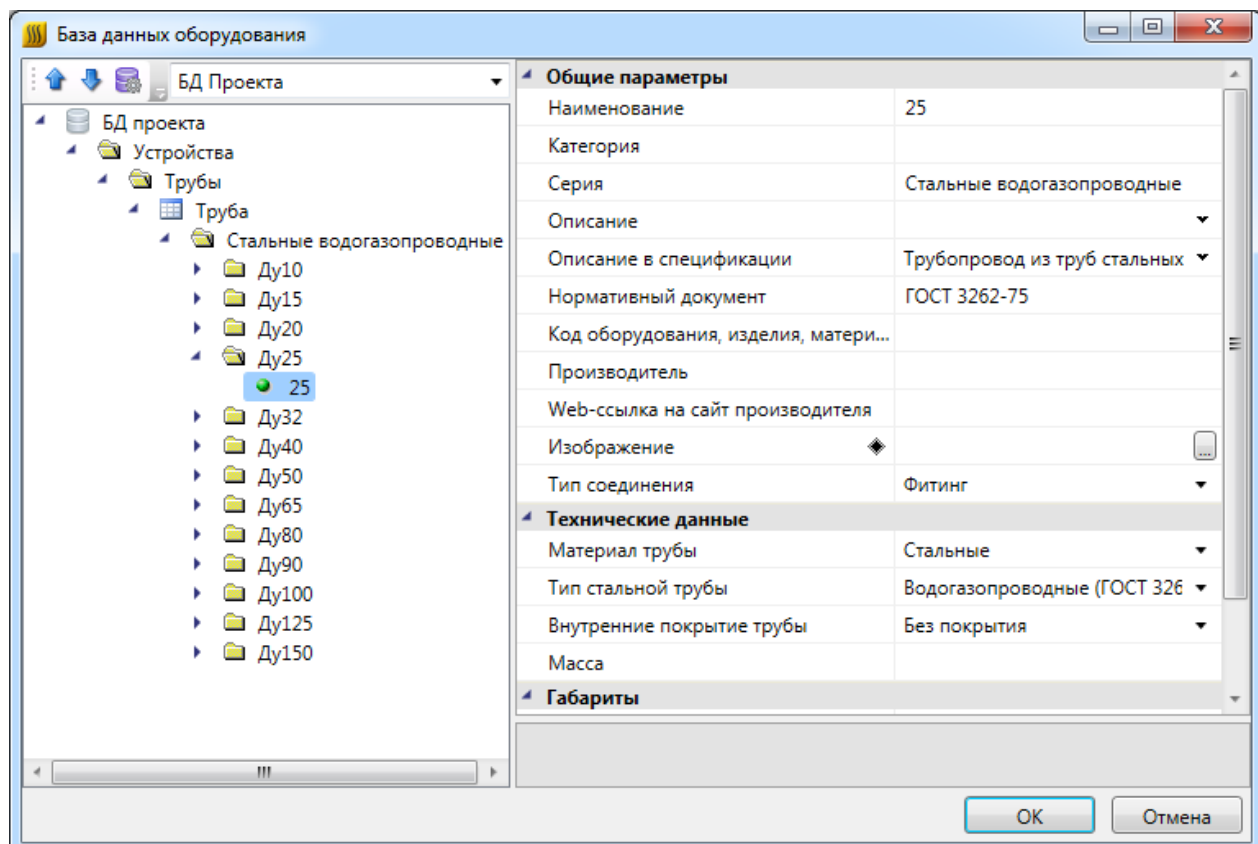 База данных оборудования
БД Проекта
БД проекта
Устройства
Трубы
Труба
Стальные водогазопроводные
Ду10
Ду15
Ду20
Ду25
25
Ду32
Ду40
Ду50
Ду65
Ду80
Ду90
Ду100
Ду125
Ду150
Общие параметры
Наименование 25
Категория
Серия Стальные водогазопроводные
Описание
Описание в спецификации Трубопровод из труб стальных
Нормативный документ ГОСТ 3262-75
Код оборудования, изделия, матери...
Производитель
Web-ссылка на сайт производителя
Изображение ...
Тип соединения Фитинг
Технические данные
Материал трубы Стальные
Тип стальной трубы Водогазопроводные (ГОСТ 326
Внутренние покрытие трубы Без покрытия
Масса
Габариты
ОК Отмена